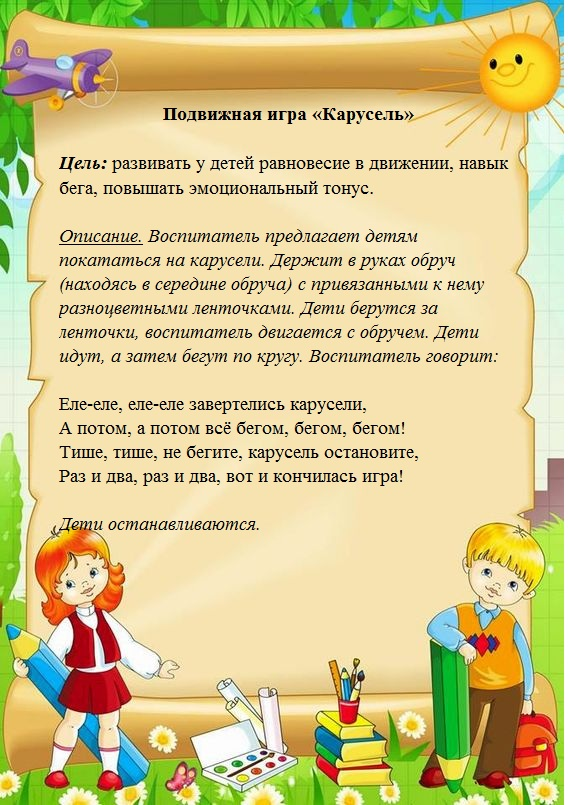 Подвижная игра «Карусель»
Цель: развивать у детей равновесие в движении, навык
бега, повышать эмоциональный тонус.
Описание. Воспитатель предлагает детям
покататься на карусели. Держит в руках обруч
(находясь в середине обруча) с привязанными к нему
разноцветными ленточками. Дети берутся за
ленточки, воспитатель двигается с обручем. Дети
идут, а затем бегут по кругу. Воспитатель говорит:
Еле-еле, еле-еле завертелись карусели,
А потом, а потом всё бегом, бегом, бегом!
Тише, тише, не бегите, карусель остановите,
Раз и два, раз и два, вот и кончилась игра!
Дети останавливаются.